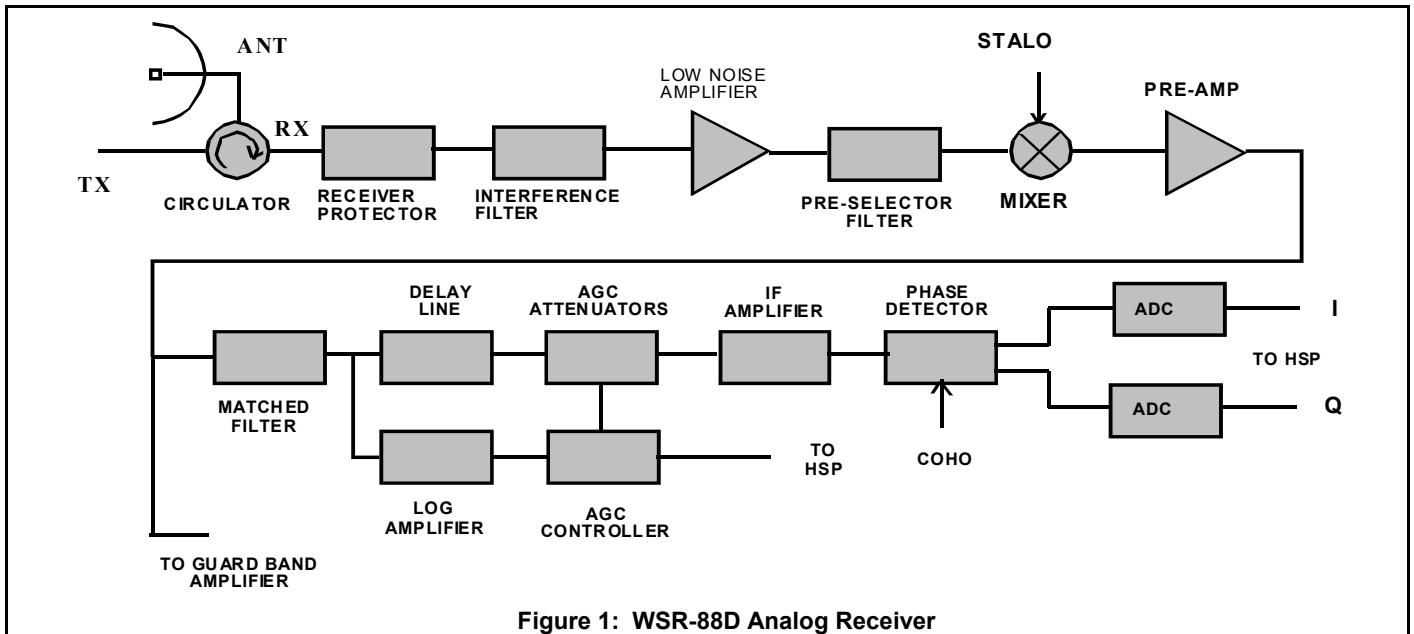 ANT
STALO
LOW NOISE
AMPLIFIER
PRE-AMP
RX
TX
CIRCULATOR
RECEIVER
PROTECTOR
INTERFERENCE
FILTER
PRE-SELECTOR
FILTER
MIXER
DELAY
LINE
AGC
ATTENUATORS
IF
AMPLIFIER
PHASE
DETECTOR
ADC
I
TO HSP
MATCHED
FILTER
ADC
Q
TO
HSP
COHO
LOG
AMPLIFIER
AGC
CONTROLLER
TO GUARD BAND
AMPLIFIER
Figure 1: WSR-88D Analog Receiver